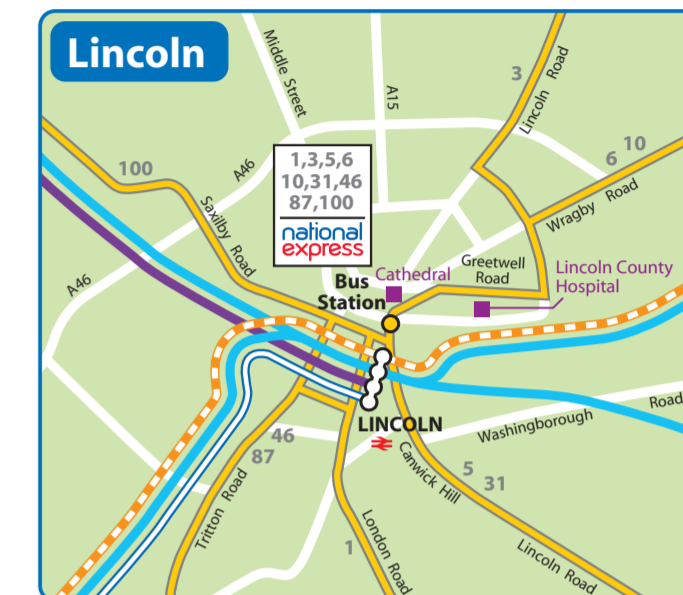 Lincoln
Middle Street
A15
3
Lincoln Road
6 10
Wragby Road
100
A46
Saxilby Road
A46
1,3,5,6
10,31,46
87,100
national
express
Bus
Station
Cathedral
Greetwell
Road
Lincoln County
Hospital
LINCOLN
Washingborough Road
46
87
Tritton Road
Canwick Hill
5 31
Lincoln Road
1
London Road